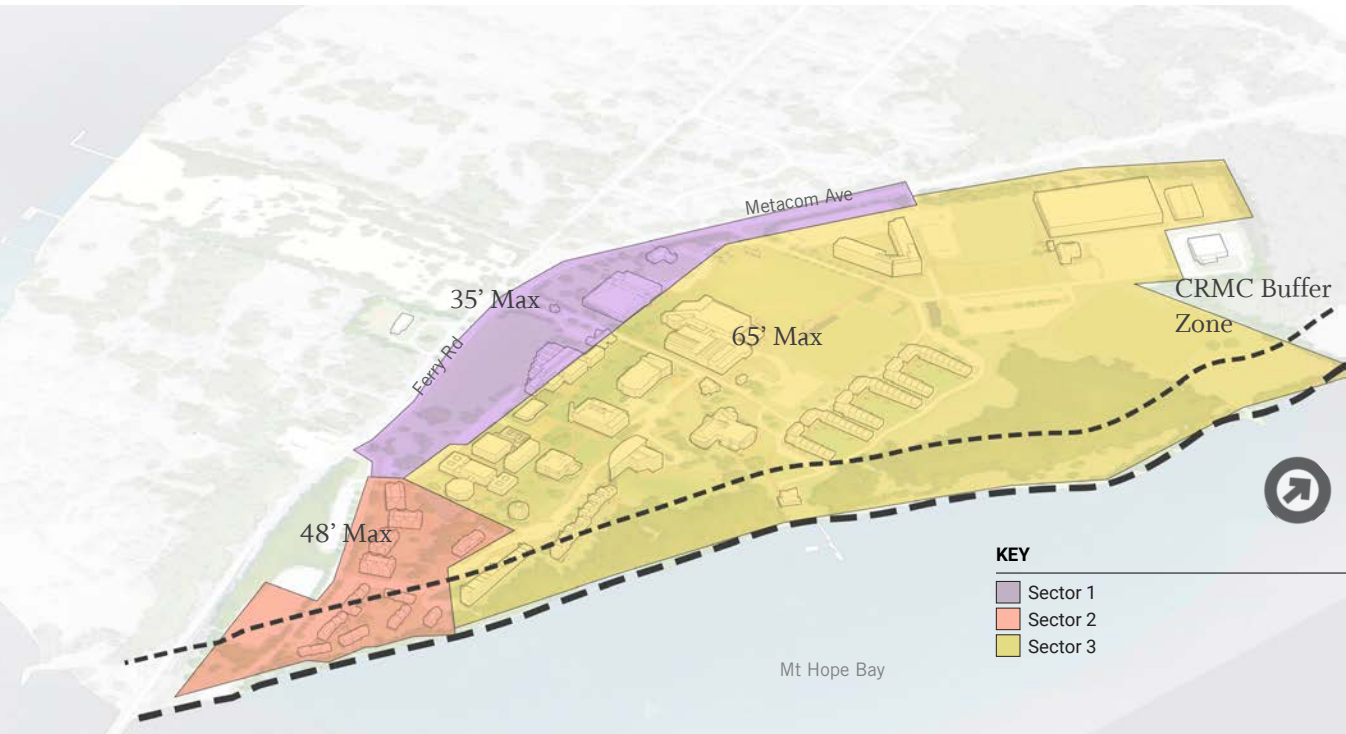 Metacom Ave
35’ Max
Ferry Rd
CRMC Buffer
Zone
65’ Max
48’ Max
KEY
Sector 1
Sector 2
Sector 3
Mt Hope Bay